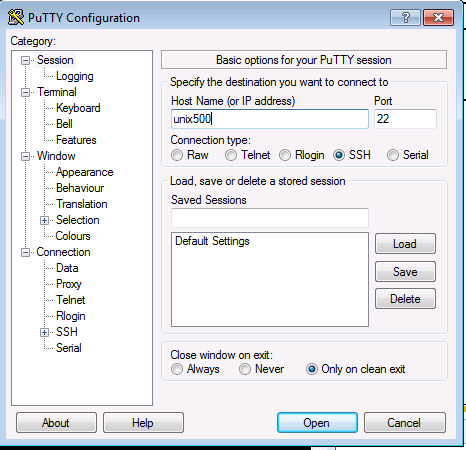 PuTTY Configuration
Category:
Session
Logging
Terminal
Keyboard
Bell
Features
Window
Appearance
Behaviour
Translation
Selection
Colours
Connection
Data
Proxy
Telnet
Rlogin
SSH
Serial
Basic options for your PuTTY session
Specify the destination you want to connect to
Host Name (or IP address) Port
unix500 22
Connection type:
Raw Telnet Rlogin SSH Serial
Load, save or delete a stored session
Saved Sessions
Default Settings
Load
Save
Delete
Close window on exit:
Always Never Only on clean exit
About Help Open Cancel